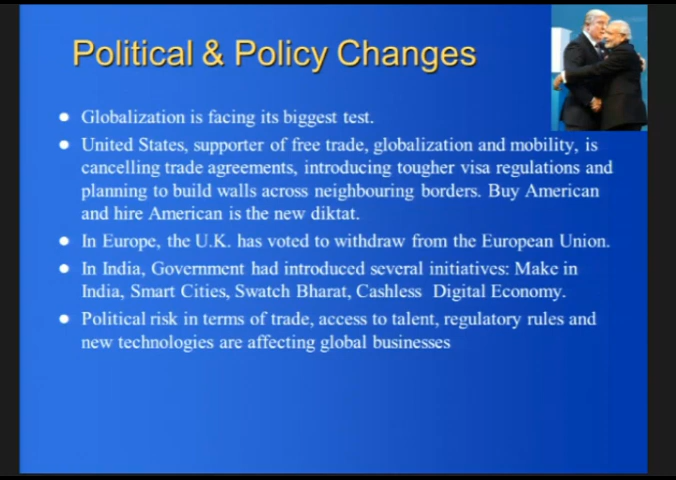 Political & Policy Changes
● Globalization is facing its biggest test.
● United States, supporter of free trade, globalization and mobility, is
cancelling trade agreements, introducing tougher visa regulations and
planning to build walls across neighbouring borders. Buy American
and hire American is the new diktat.
● In Europe, the U.K. has voted to withdraw from the European Union.
● In India, Government had introduced several initiatives: Make in
India, Smart Cities, Swatch Bharat, Cashless Digital Economy.
● Political risk in terms of trade, access to talent, regulatory rules and
new technologies are affecting global businesses